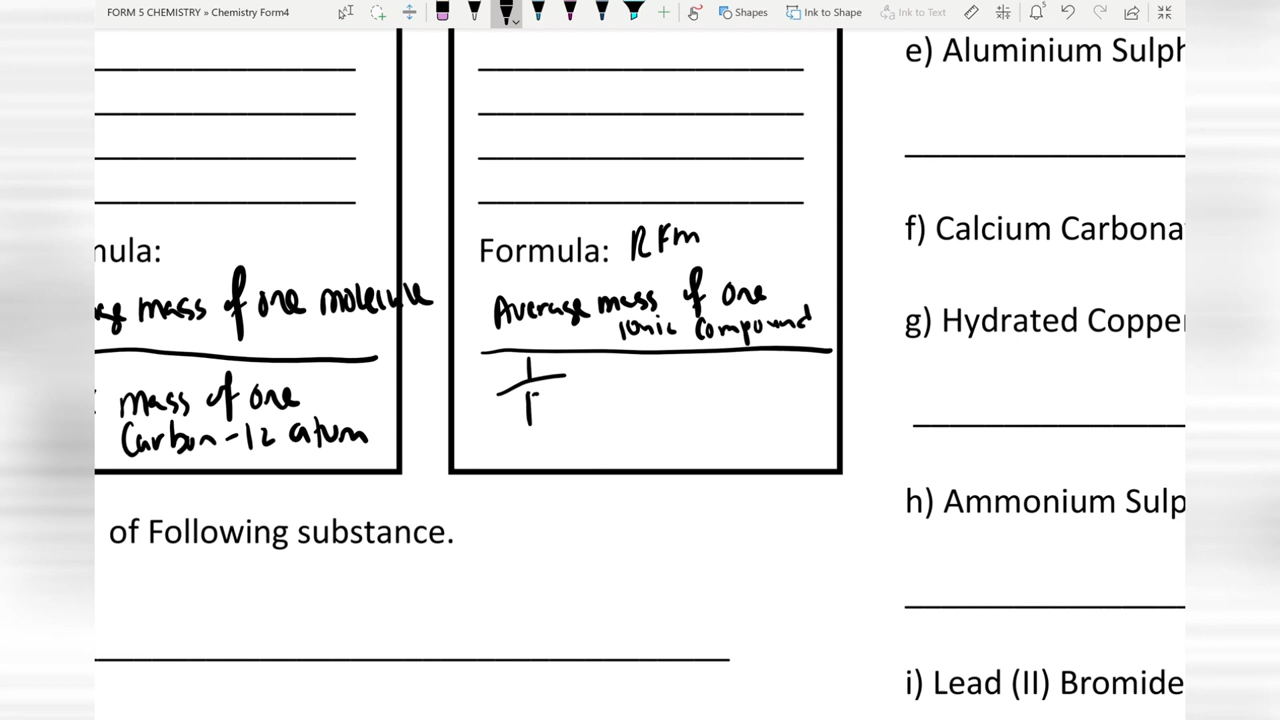 FORM 5 CHEMISTRY » Chemistry Form4
Shapes
Ink to Shape
Ink to Text
mula:
mass of one molecule
mass of one
Carbon-12 atom
Formula: RFM
Average mass of one
ionic compound
1
of Following substance.
e) Aluminium Sulph
f) Calcium Carbona
g) Hydrated Copper
h) Ammonium Sulp
i) Lead (II) Bromide